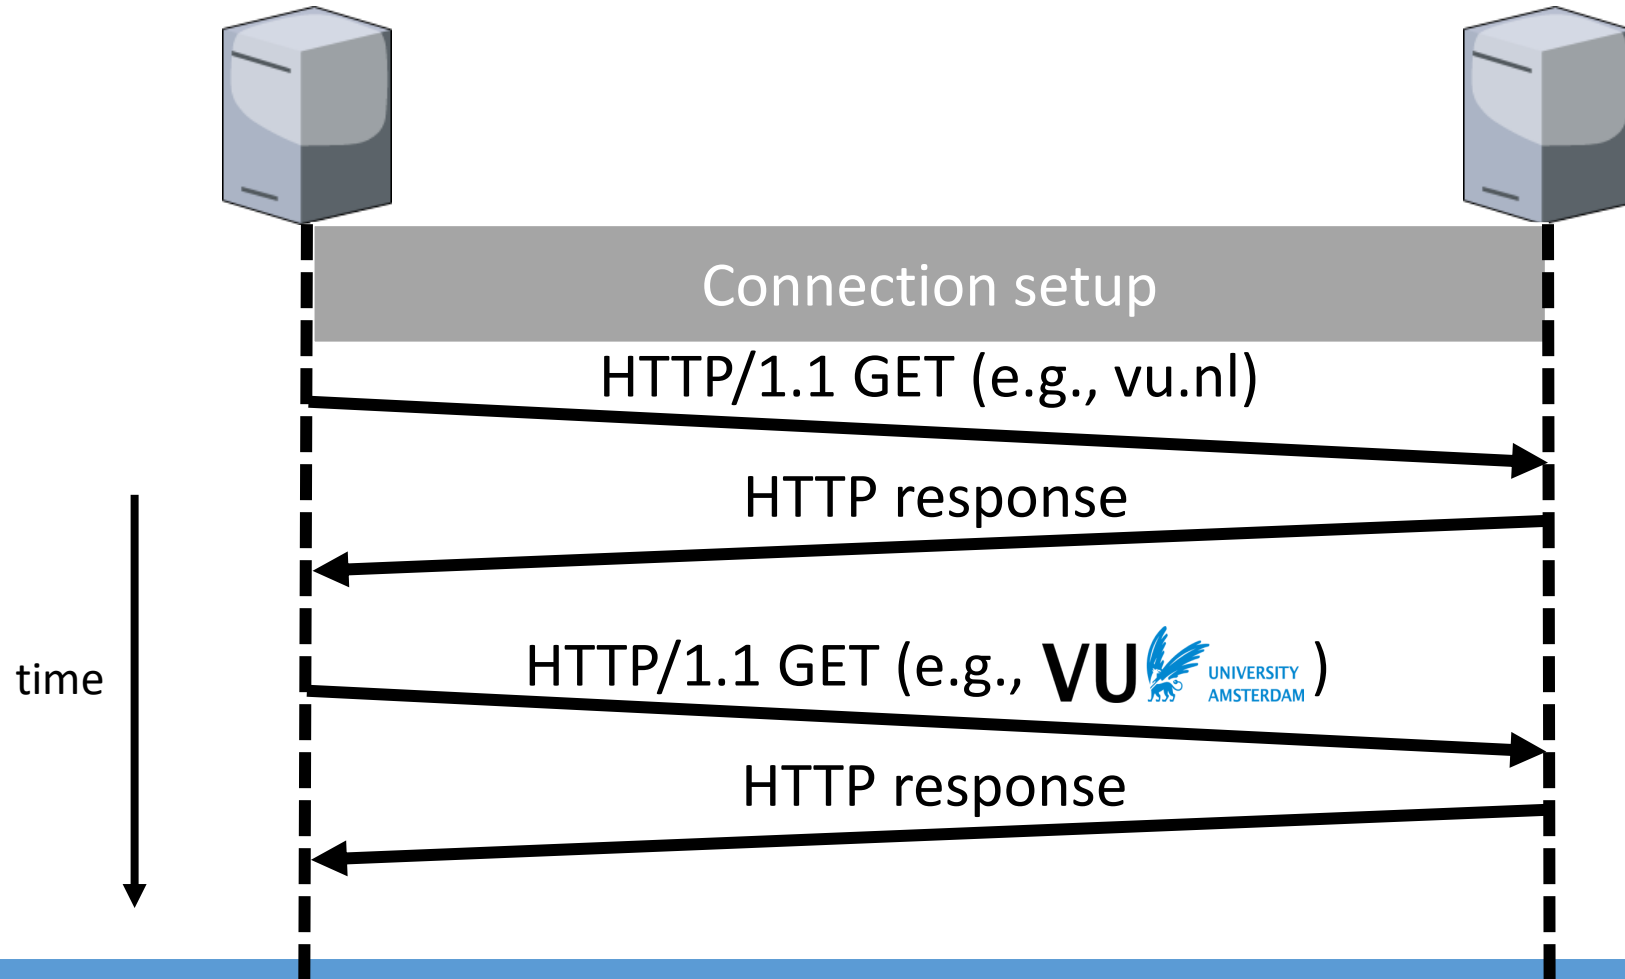 Connection setup
HTTP/1.1 GET (e.g., vu.nl)
HTTP response
time
HTTP/1.1 GET (e.g., VU UNIVERSITY AMSTERDAM )
HTTP response